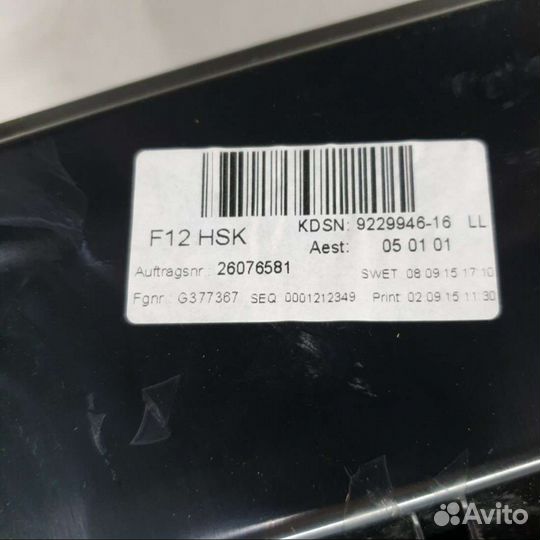 F12 HSK
KDSN: 9229946-16 LL
Aest: 05 01 01
Auftragsnr.: 26076581
SWET: 08.09.15 17:10
Fgnr.: G377367 SEQ: 0001212349 Print: 02.09.15 11:30
Avito